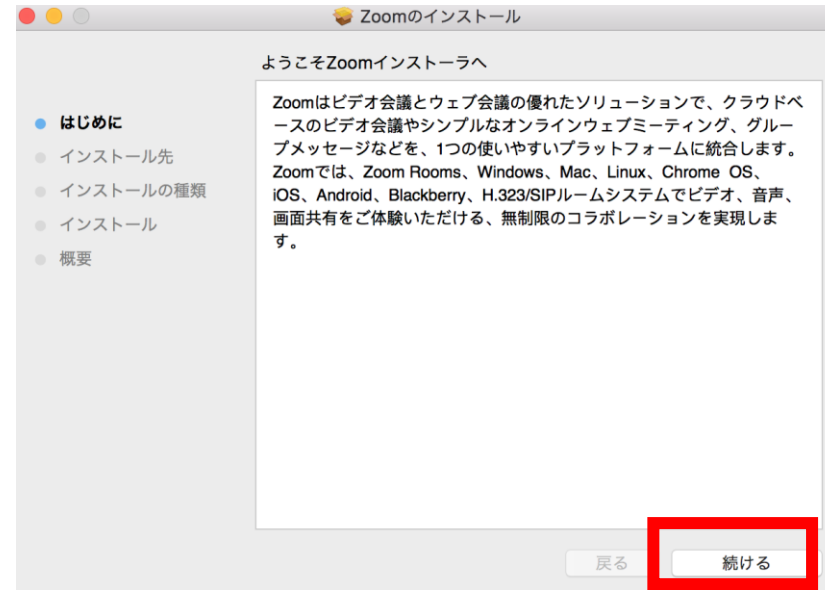 Zoomのインストール
ようこそZoomインストーラへ
はじめに
インストール先
インストールの種類
インストール
概要
Zoomはビデオ会議とウェブ会議の優れたソリューションで、クラウドベ
ースのビデオ会議やシンプルなオンラインウェブミーティング、グルー
プメッセージなどを、1つの使いやすいプラットフォームに統合します。
Zoomでは、Zoom Rooms、Windows、Mac、Linux、Chrome OS、
iOS、Android、Blackberry、H.323/SIPルームシステムでビデオ、音声、
画面共有をご体験いただける、無制限のコラボレーションを実現しま
す。
戻る
続ける